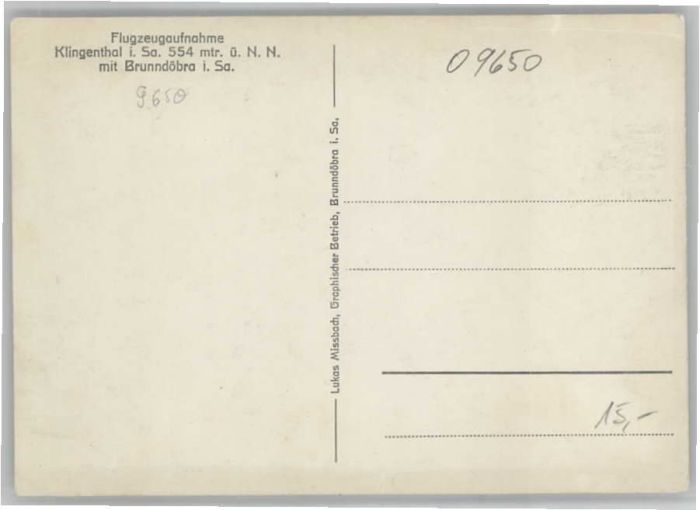 Flugzeugaufnahme
Klingenthal i. Sa. 554 mtr. ü. N. N.
mit Brunndöbra i. Sa.
9650
09650
Lukas Missbach, Graphischer Betrieb, Brunndöbra i. Sa.
15,-